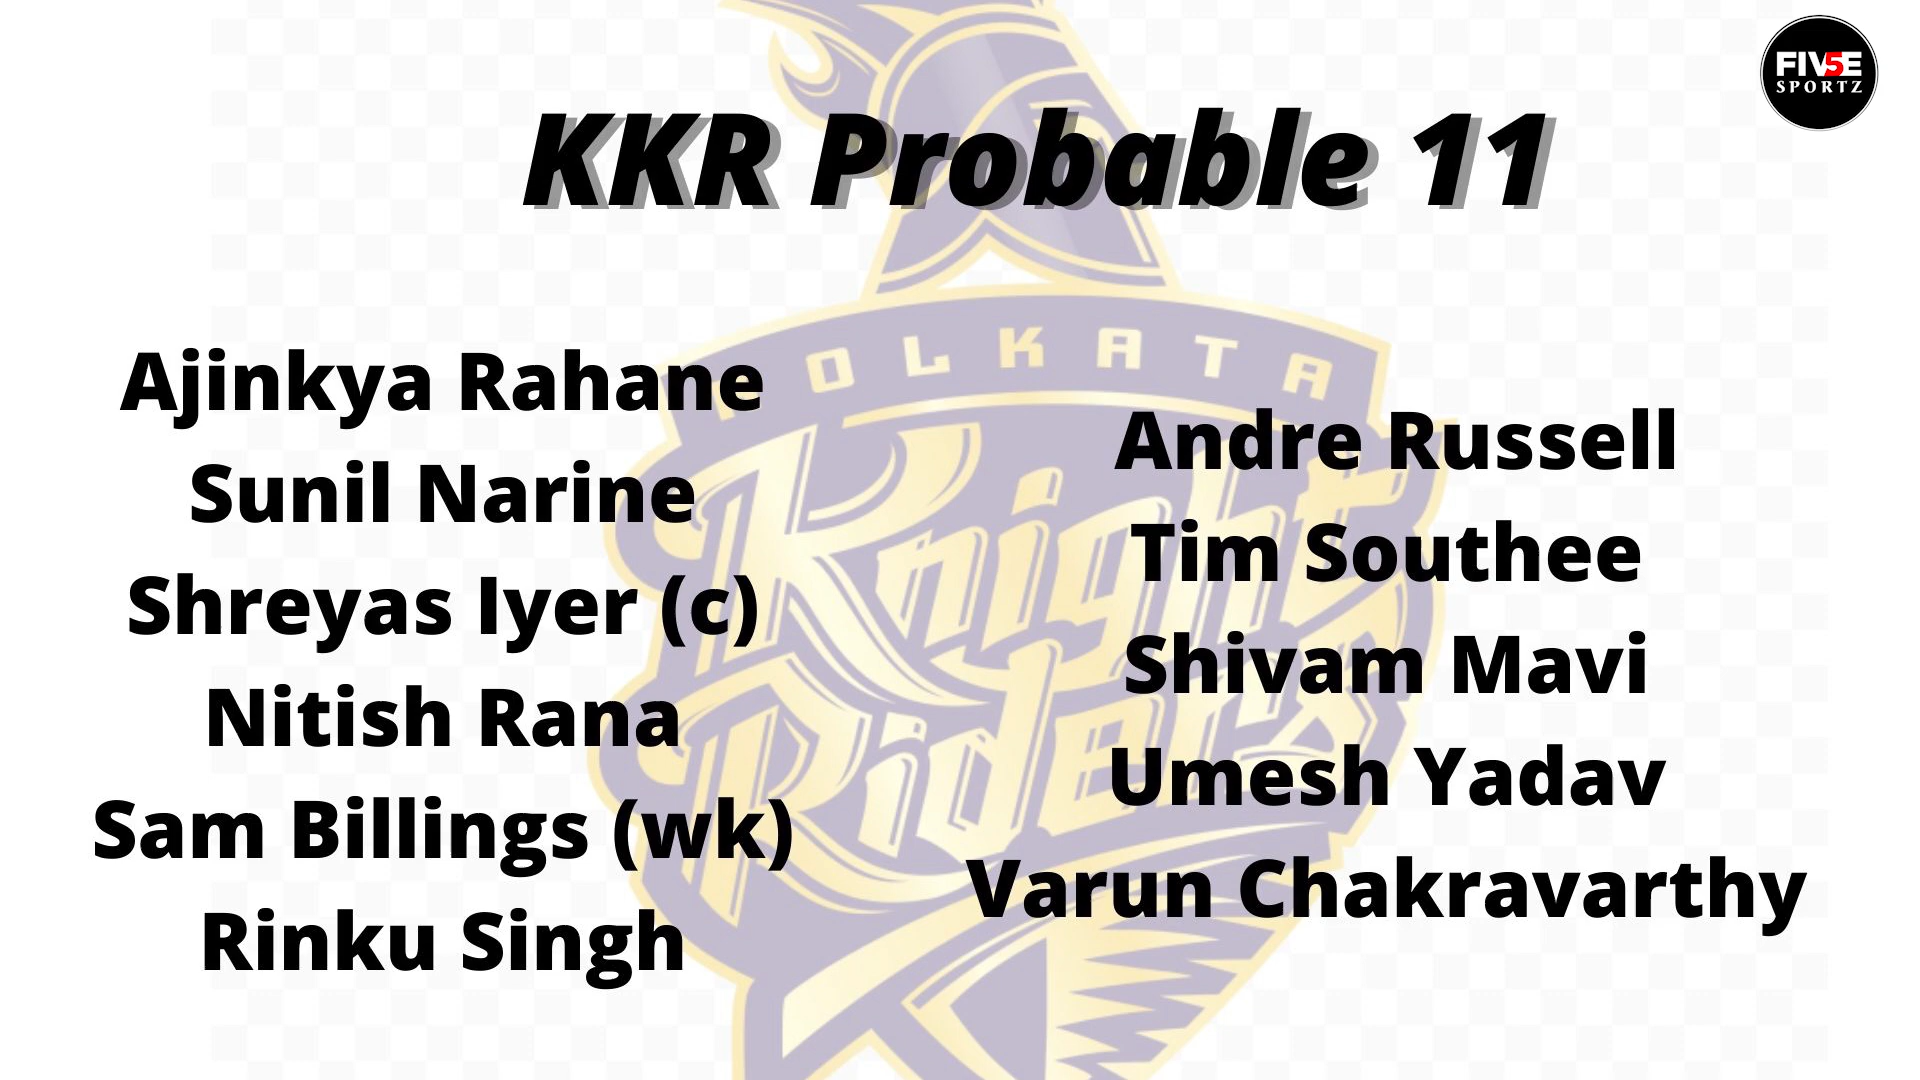 FIV5E
SPORTZ
KKR Probable 11
KOLKATA
Knight
Riders
Ajinkya Rahane
Sunil Narine
Shreyas Iyer (c)
Nitish Rana
Sam Billings (wk)
Rinku Singh
Andre Russell
Tim Southee
Shivam Mavi
Umesh Yadav
Varun Chakravarthy